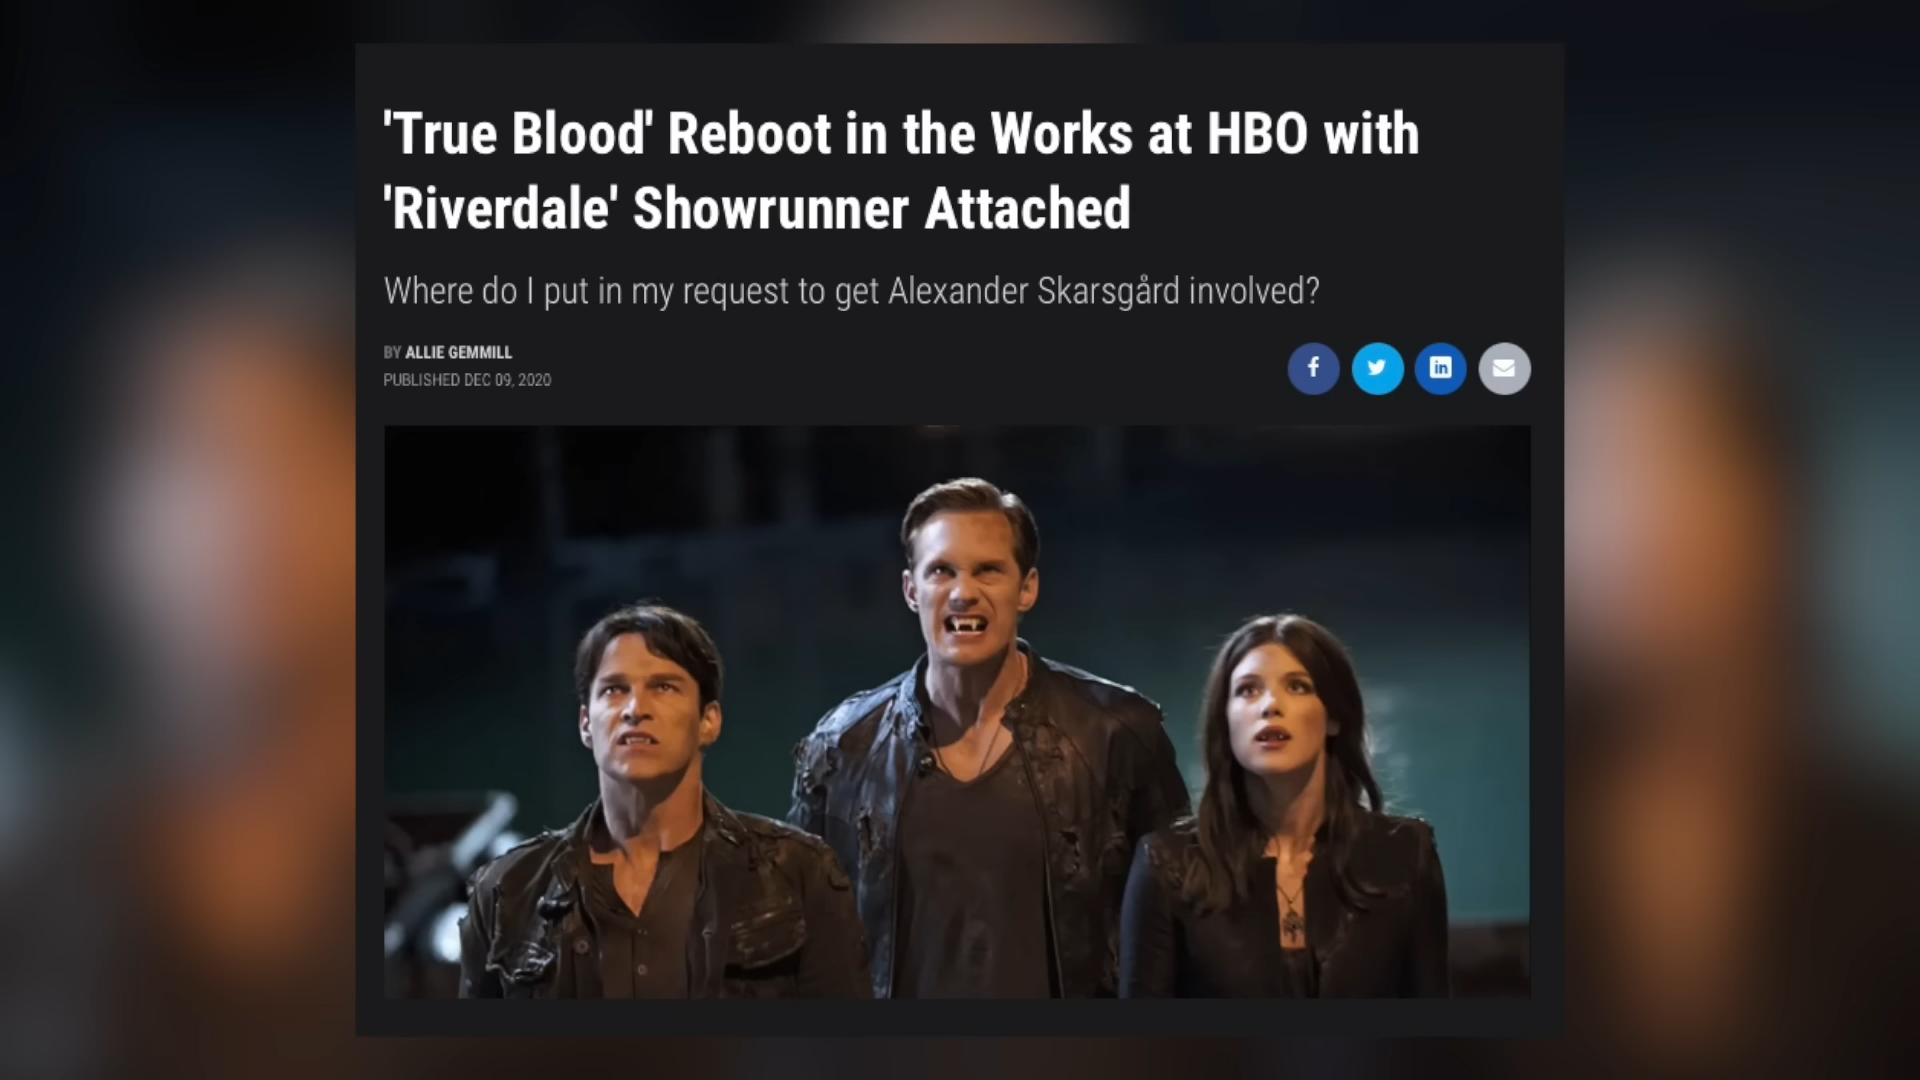 'True Blood' Reboot in the Works at HBO with
'Riverdale' Showrunner Attached
Where do I put in my request to get Alexander Skarsgård involved?
BY ALLIE GEMMILL
PUBLISHED DEC 09, 2020
f
in